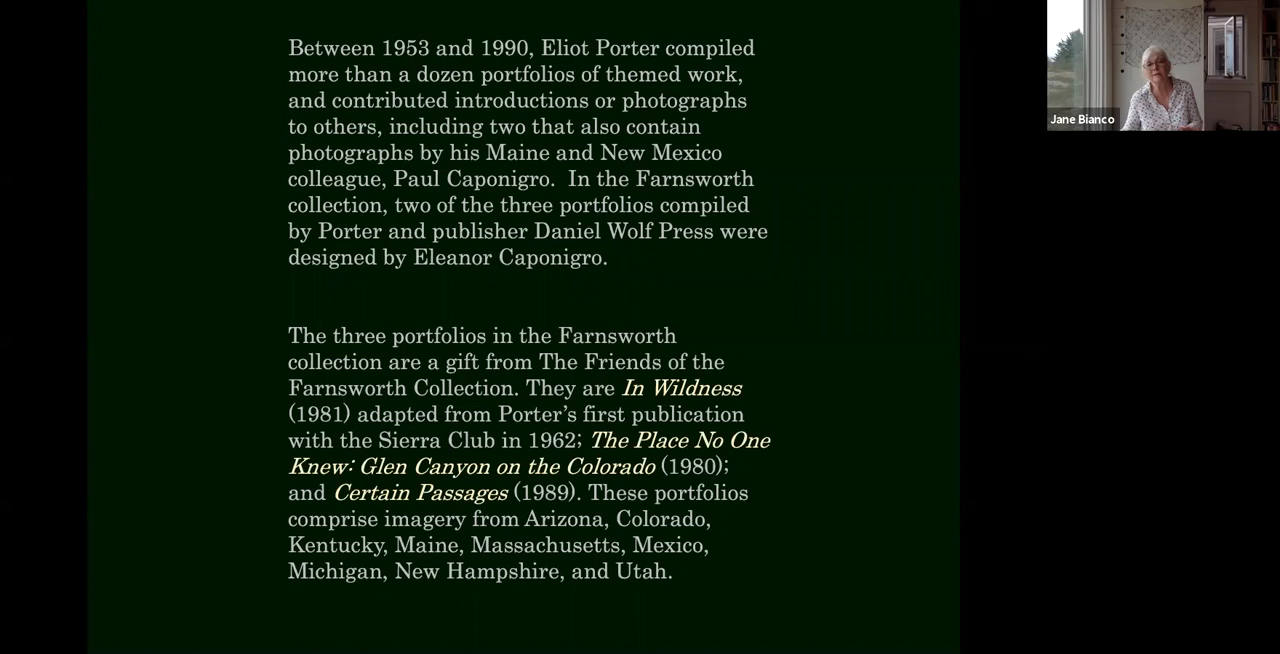 Between 1953 and 1990, Eliot Porter compiled
more than a dozen portfolios of themed work,
and contributed introductions or photographs
to others, including two that also contain
photographs by his Maine and New Mexico
colleague, Paul Caponigro.  In the Farnsworth
collection, two of the three portfolios compiled
by Porter and publisher Daniel Wolf Press were
designed by Eleanor Caponigro.
The three portfolios in the Farnsworth
collection are a gift from The Friends of the
Farnsworth Collection. They are In Wildness
(1981) adapted from Porter’s first publication
with the Sierra Club in 1962; The Place No One
Knew: Glen Canyon on the Colorado (1980);
and Certain Passages (1989). These portfolios
comprise imagery from Arizona, Colorado,
Kentucky, Maine, Massachusetts, Mexico,
Michigan, New Hampshire, and Utah.
Jane Bianco